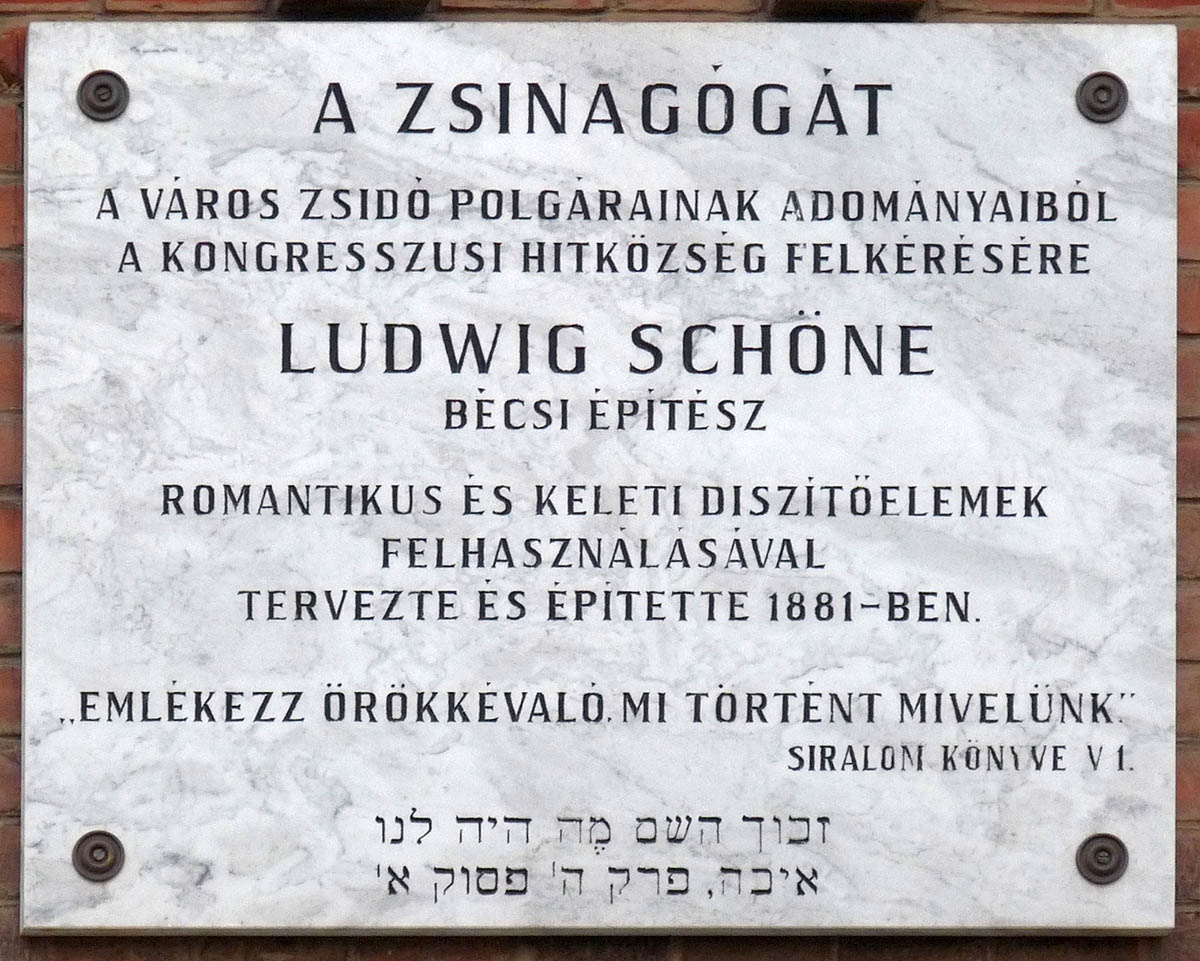 A ZSINAGÓGÁT
A VÁROS ZSIDÓ POLGÁRAINAK ADOMÁNYAIBÓL
A KONGRESSZUSI HITKÖZSÉG FELKÉRÉSÉRE
LUDWIG SCHÖNE
BÉCSI ÉPÍTÉSZ
ROMANTIKUS ÉS KELETI DISZÍTŐELEMEK
FELHASZNÁLÁSÁVAL
TERVEZTE ÉS ÉPÍTETTE 1881-BEN.
„EMLÉKEZZ ÖRÖKKÉVALÓ, MI TÖRTÉNT MIVELÜNK."
SIRALOM KÖNYVE V 1.
זכוך השם מֶה היה לנו
איכה, פרק ה' פסוק א'